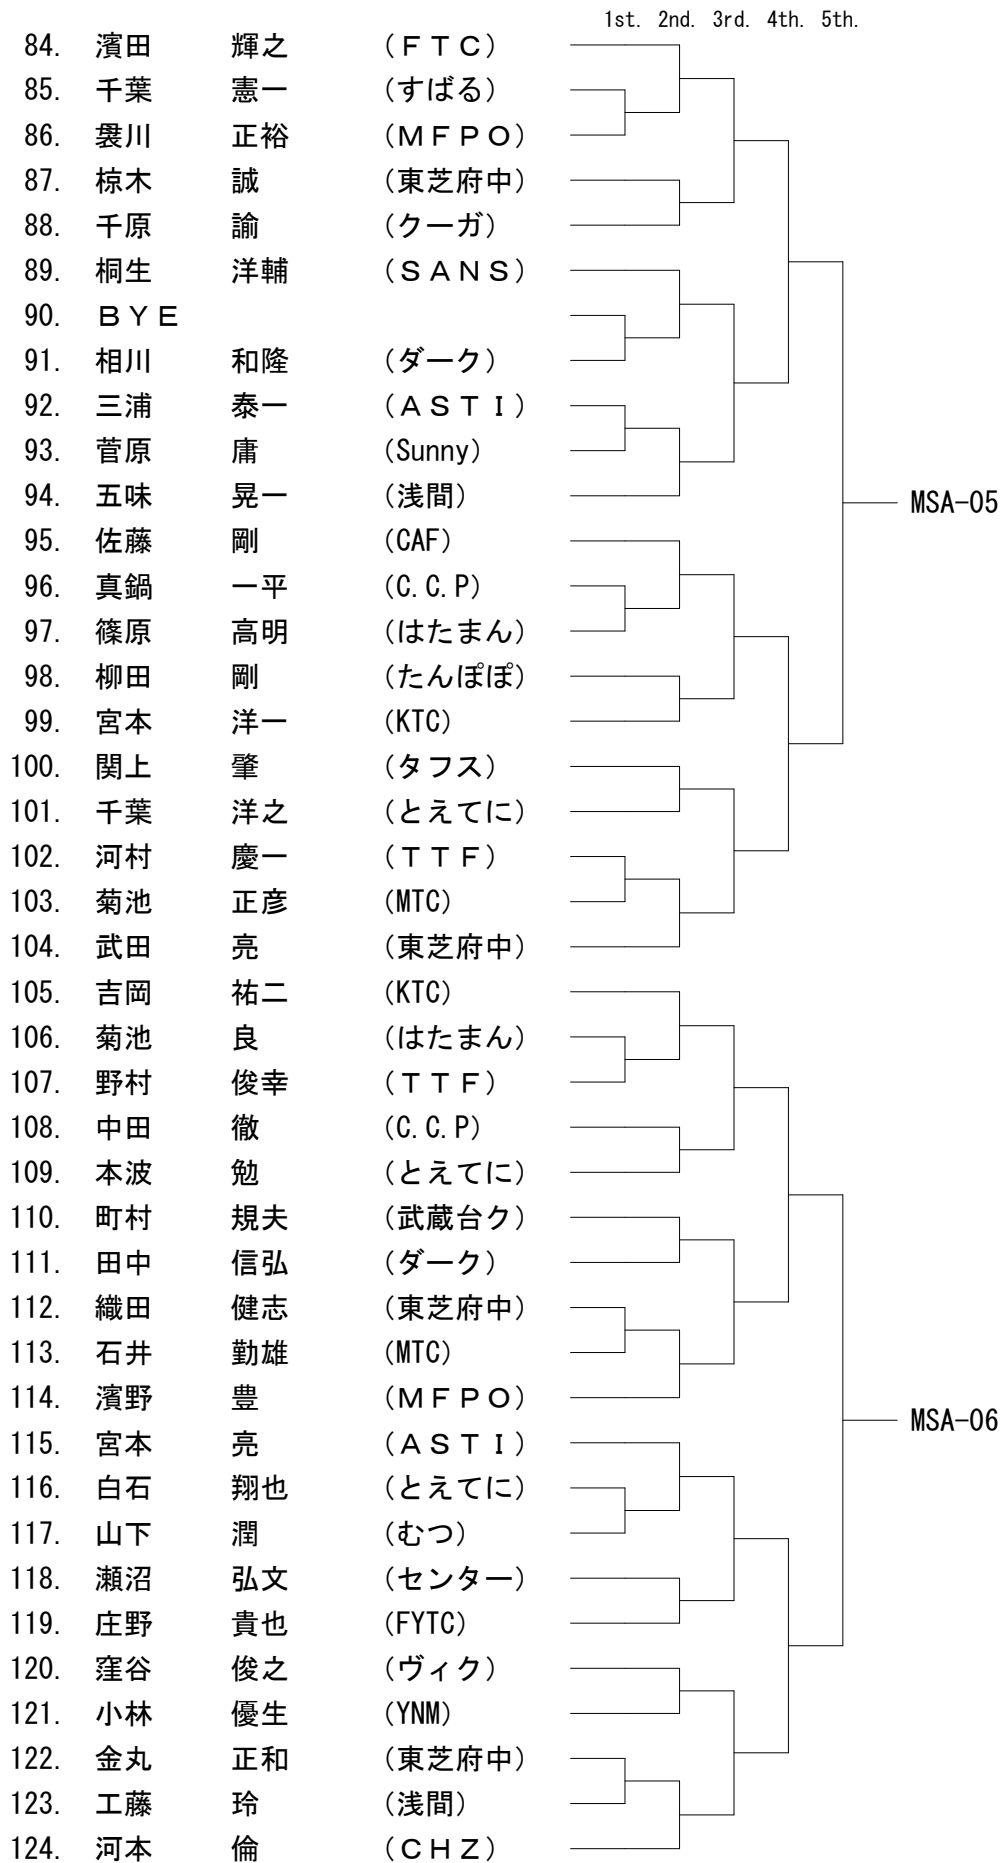 1st. 2nd. 3rd. 4th. 5th.
84. 濱田 輝之 (ＦＴＣ)
85. 千葉 憲一 (すばる)
86. 袰川 正裕 (ＭＦＰＯ)
87. 椋木 誠 (東芝府中)
88. 千原 諭 (クーガ)
89. 桐生 洋輔 (ＳＡＮＳ)
90. ＢＹＥ
91. 相川 和隆 (ダーク)
92. 三浦 泰一 (ＡＳＴＩ)
93. 菅原 庸 (Sunny)
94. 五味 晃一 (浅間)
MSA-05
95. 佐藤 剛 (CAF)
96. 真鍋 一平 (C.C.P)
97. 篠原 高明 (はたまん)
98. 柳田 剛 (たんぽぽ)
99. 宮本 洋一 (KTC)
100. 関上 肇 (タフス)
101. 千葉 洋之 (とえてに)
102. 河村 慶一 (ＴＴＦ)
103. 菊池 正彦 (MTC)
104. 武田 亮 (東芝府中)
105. 吉岡 祐二 (KTC)
106. 菊池 良 (はたまん)
107. 野村 俊幸 (ＴＴＦ)
108. 中田 徹 (C.C.P)
109. 本波 勉 (とえてに)
110. 町村 規夫 (武蔵台ク)
111. 田中 信弘 (ダーク)
112. 織田 健志 (東芝府中)
113. 石井 勤雄 (MTC)
114. 濱野 豊 (ＭＦＰＯ)
MSA-06
115. 宮本 亮 (ＡＳＴＩ)
116. 白石 翔也 (とえてに)
117. 山下 潤 (むつ)
118. 瀬沼 弘文 (センター)
119. 庄野 貴也 (FYTC)
120. 窪谷 俊之 (ヴィク)
121. 小林 優生 (YNM)
122. 金丸 正和 (東芝府中)
123. 工藤 玲 (浅間)
124. 河本 倫 (ＣＨＺ)